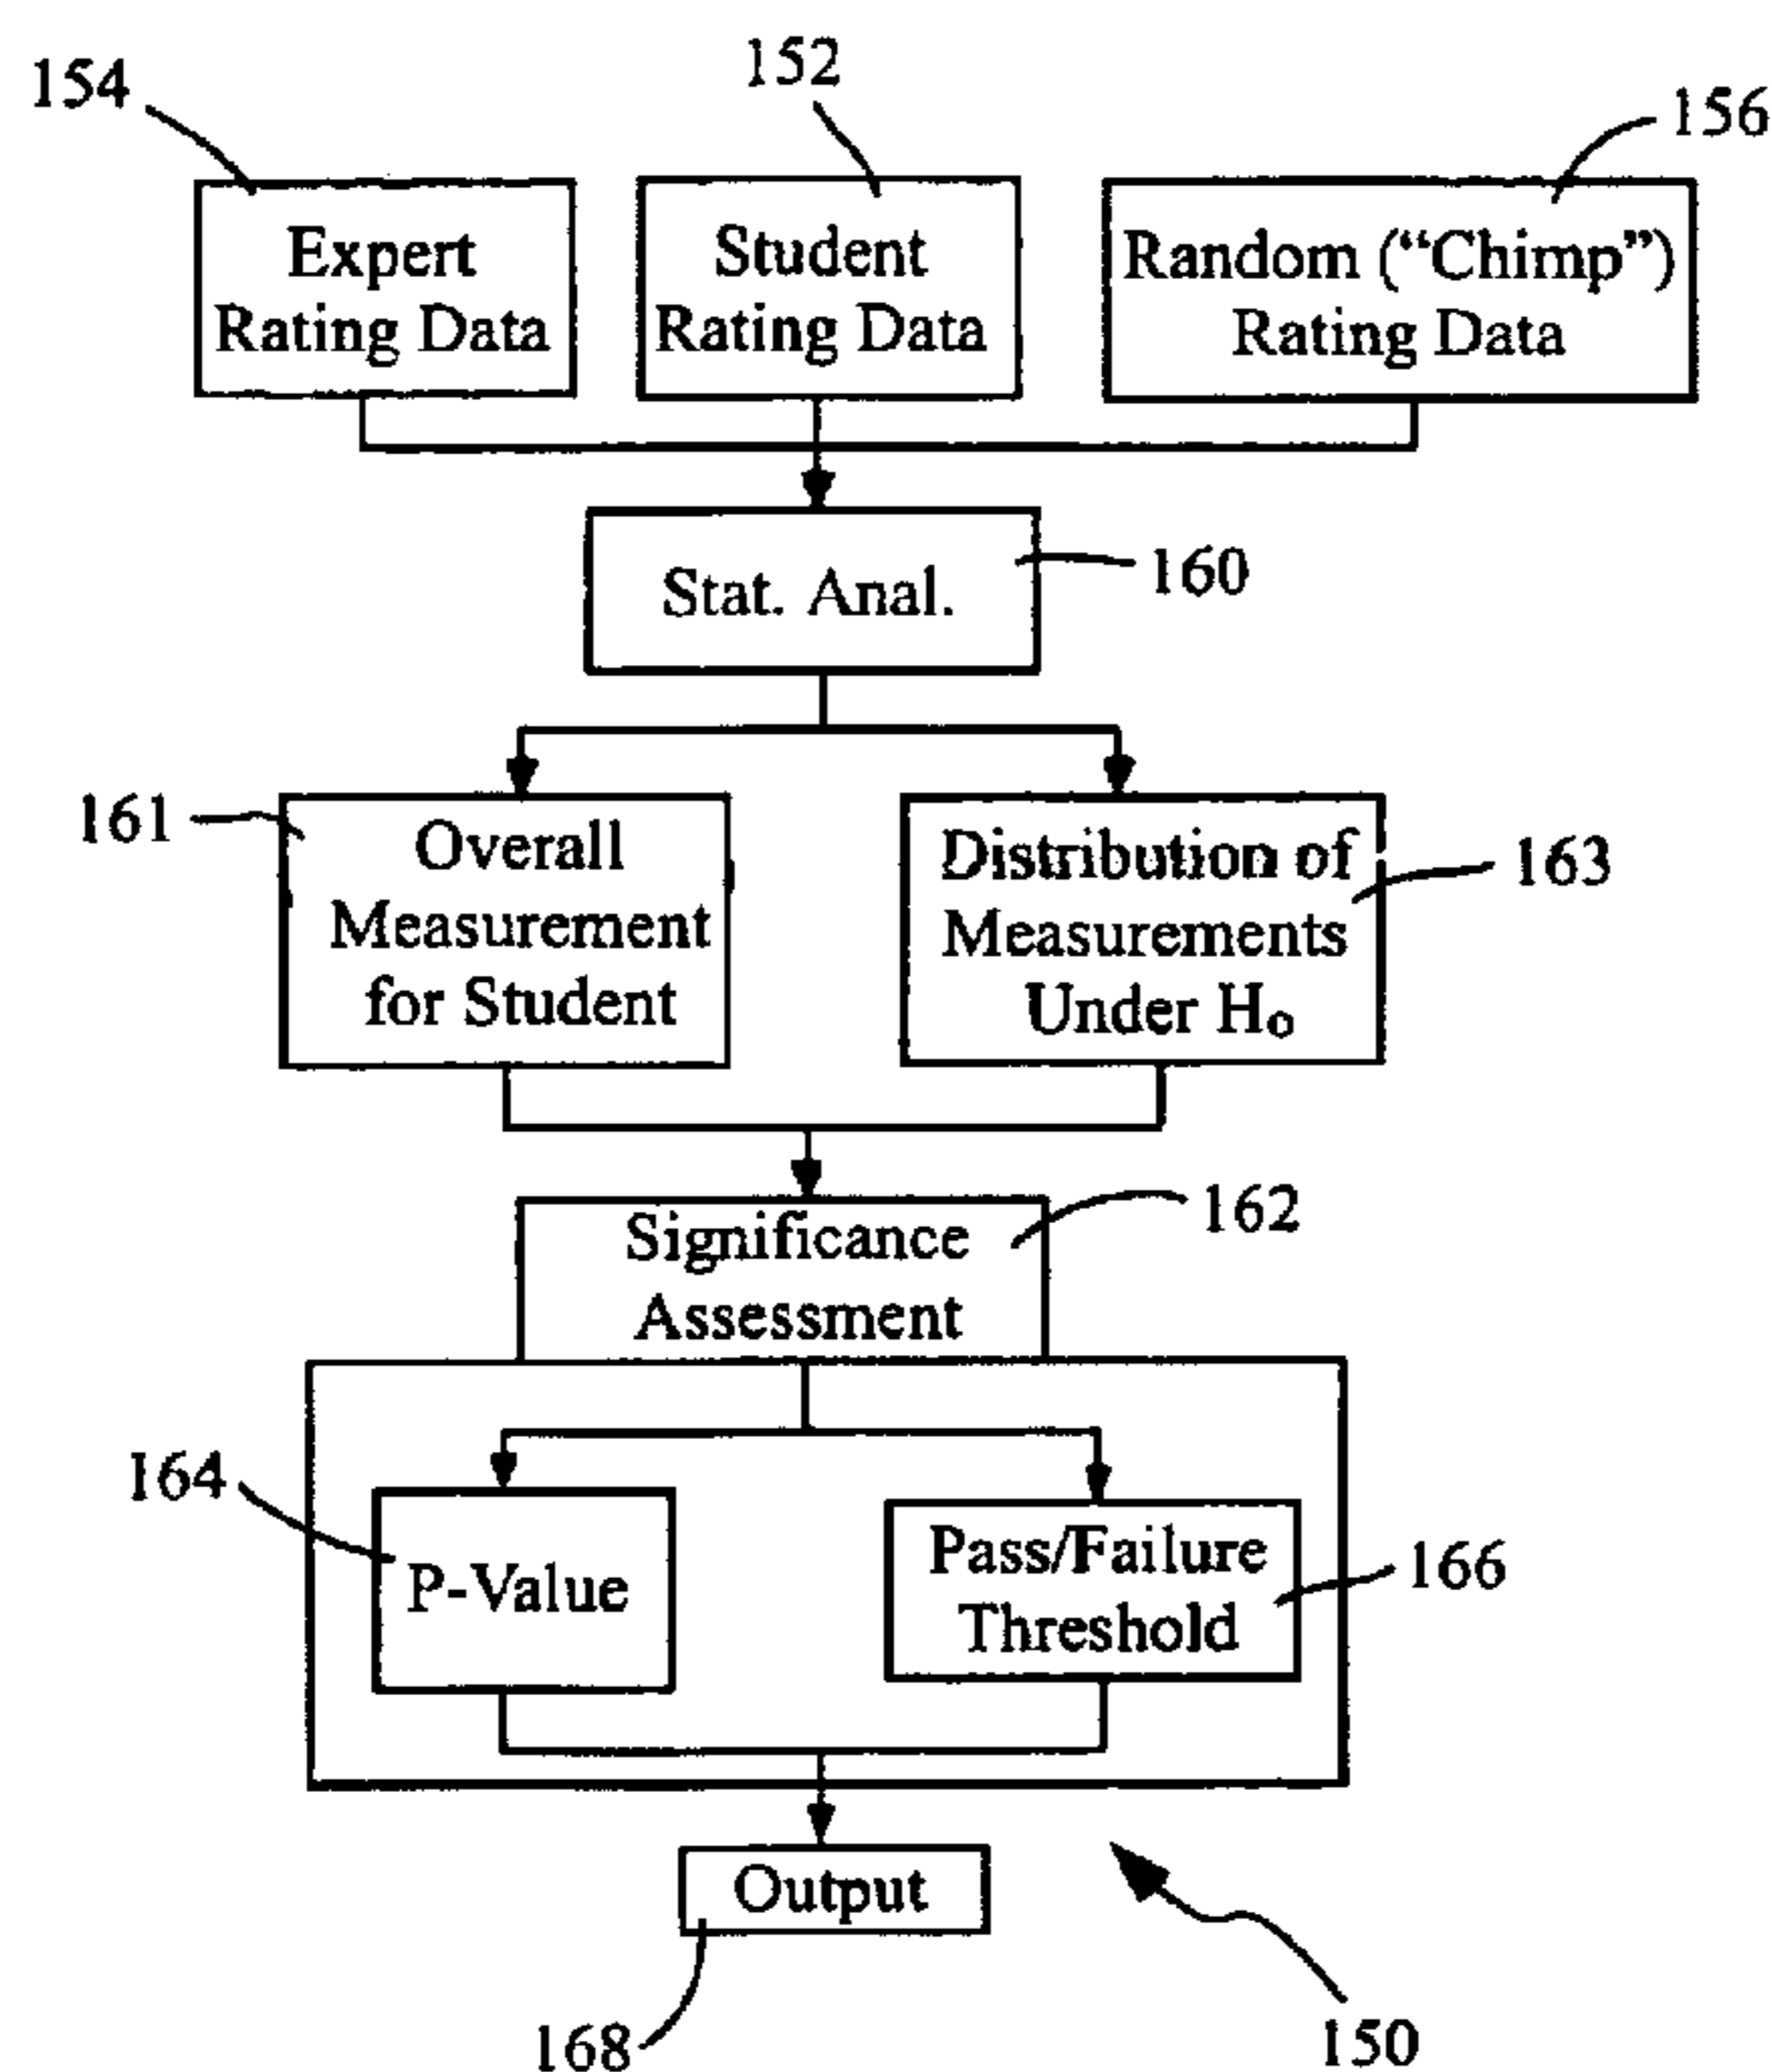 154
152
156
Expert
Rating Data
Student
Rating Data
Random (“Chimp”)
Rating Data
Stat. Anal.
160
161
Overall
Measurement
for Student
Distribution of
Measurements
Under Ho
163
Significance
Assessment
162
164
P-Value
Pass/Failure
Threshold
166
Output
168
150